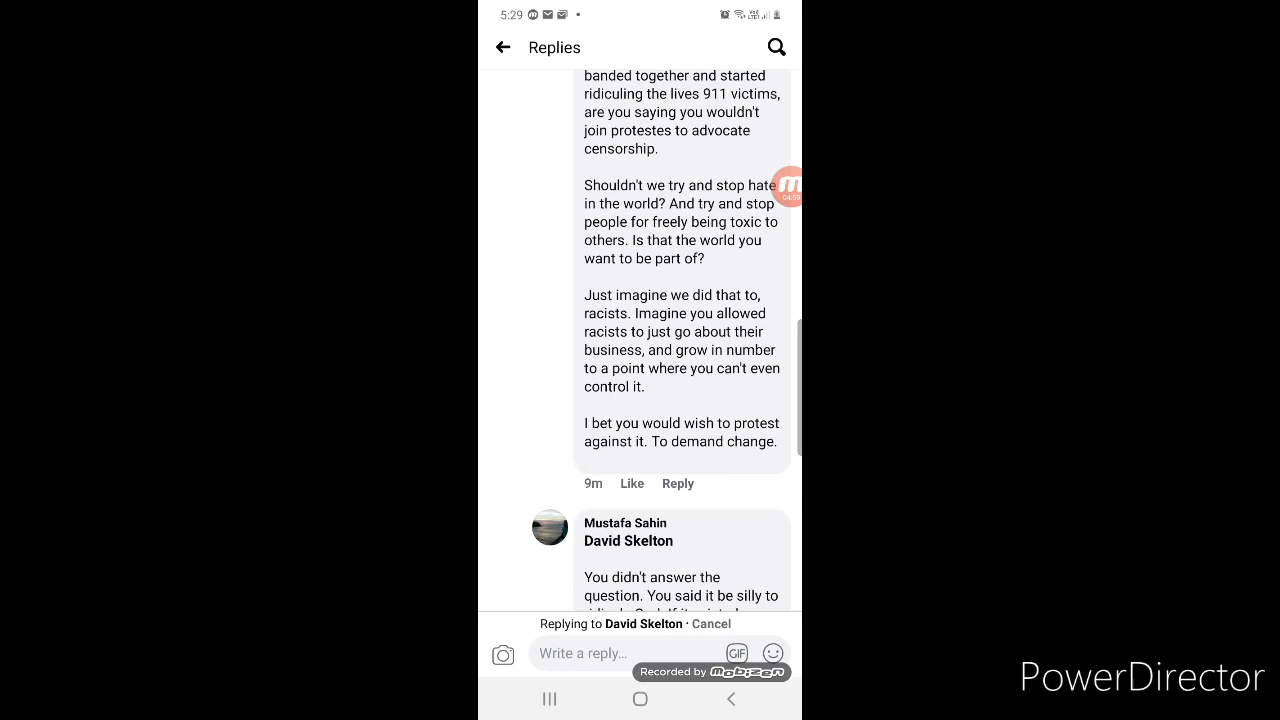 5:29
Replies
banded together and started
ridiculing the lives 911 victims,
are you saying you wouldn't
join protestes to advocate
censorship.
Shouldn't we try and stop hate
in the world? And try and stop
people for freely being toxic to
others. Is that the world you
want to be part of?
04:59
Just imagine we did that to,
racists. Imagine you allowed
racists to just go about their
business, and grow in number
to a point where you can't even
control it.
I bet you would wish to protest
against it. To demand change.
9m Like Reply
Mustafa Sahin
David Skelton
You didn't answer the
question. You said it be silly to
Replying to David Skelton · Cancel
Write a reply...
GIF
Recorded by mobizen
PowerDirector